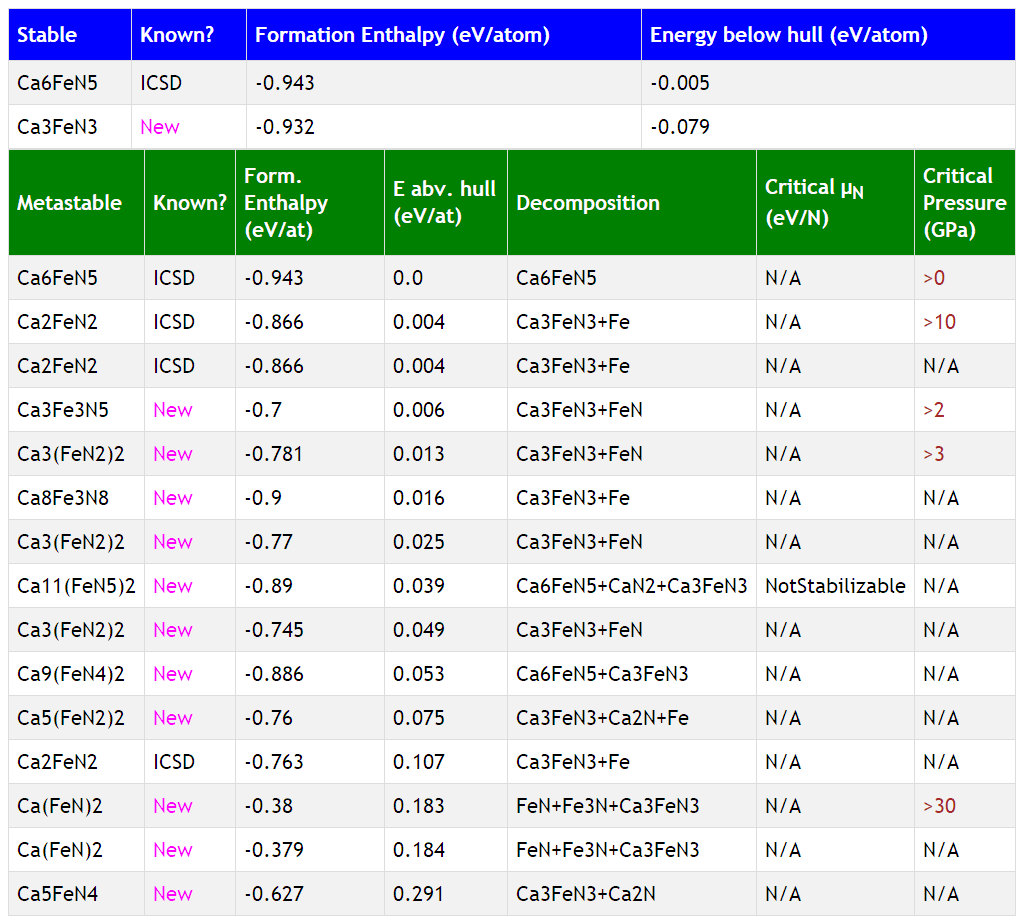 Stable Known? Formation Enthalpy (eV/atom) Energy below hull (eV/atom)
Ca6FeN5 ICSD -0.943 -0.005
Ca3FeN3 New -0.932 -0.079
Metastable Known? Form. Enthalpy (eV/at) E abv. hull (eV/at) Decomposition Critical μN (eV/N) Critical Pressure (GPa)
Ca6FeN5 ICSD -0.943 0.0 Ca6FeN5 N/A >0
Ca2FeN2 ICSD -0.866 0.004 Ca3FeN3+Fe N/A >10
Ca2FeN2 ICSD -0.866 0.004 Ca3FeN3+Fe N/A N/A
Ca3Fe3N5 New -0.7 0.006 Ca3FeN3+FeN N/A >2
Ca3(FeN2)2 New -0.781 0.013 Ca3FeN3+FeN N/A >3
Ca8Fe3N8 New -0.9 0.016 Ca3FeN3+Fe N/A N/A
Ca3(FeN2)2 New -0.77 0.025 Ca3FeN3+FeN N/A N/A
Ca11(FeN5)2 New -0.89 0.039 Ca6FeN5+CaN2+Ca3FeN3 NotStabilizable N/A
Ca3(FeN2)2 New -0.745 0.049 Ca3FeN3+FeN N/A N/A
Ca9(FeN4)2 New -0.886 0.053 Ca6FeN5+Ca3FeN3 N/A N/A
Ca5(FeN2)2 New -0.76 0.075 Ca3FeN3+Ca2N+Fe N/A N/A
Ca2FeN2 ICSD -0.763 0.107 Ca3FeN3+Fe N/A N/A
Ca(FeN)2 New -0.38 0.183 FeN+Fe3N+Ca3FeN3 N/A >30
Ca(FeN)2 New -0.379 0.184 FeN+Fe3N+Ca3FeN3 N/A N/A
Ca5FeN4 New -0.627 0.291 Ca3FeN3+Ca2N N/A N/A